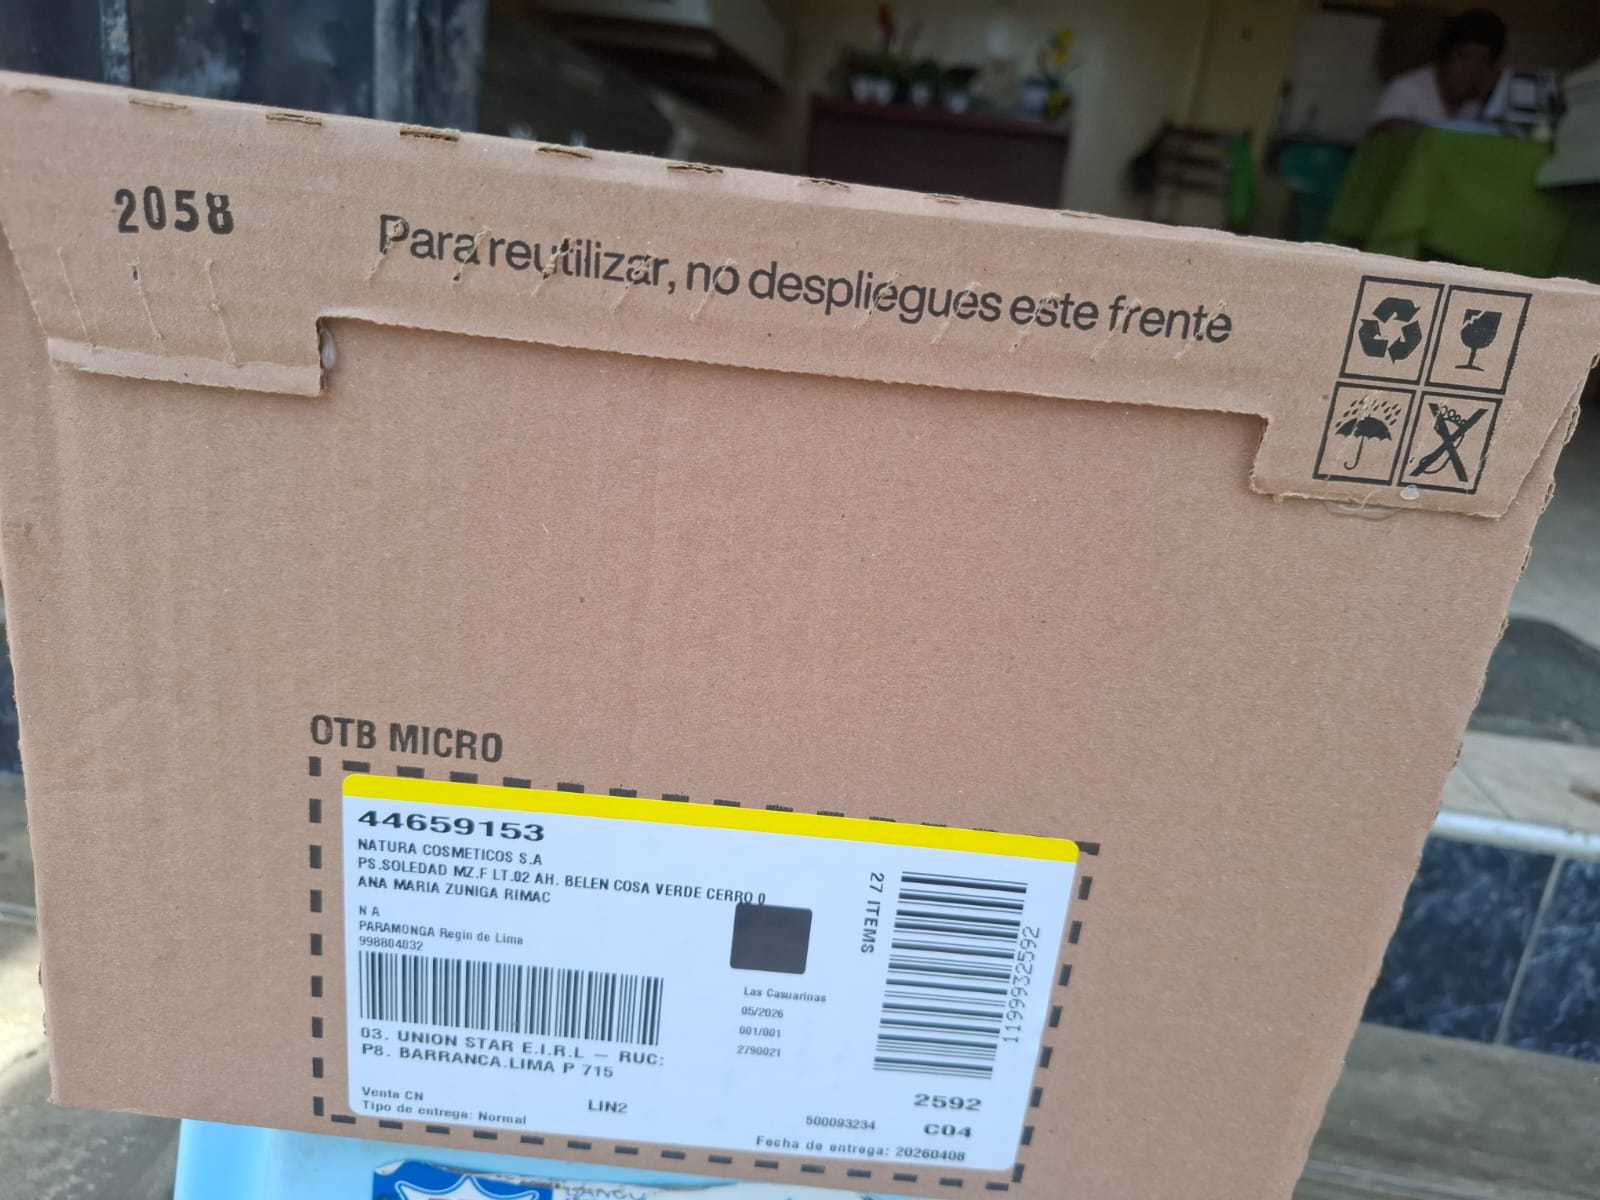 2058
Para reutilizar, no despliegues este frente
OTB MICRO
44659153
NATURA COSMETICOS S.A
PS.SOLEDAD MZ.F LT.02 AH. BELEN COSA VERDE CERRO 0
ANA MARIA ZUNIGA RIMAC
N A
PARAMONGA Regin de Lima
998804032
03. UNION STAR E.I.R.L – RUC:
P8. BARRANCA.LIMA P 715
Venta CN
Tipo de entrega: Normal
LIN2
Las Casuarinas
05/2026
001/001
2790021
27 ITEMS
1199932592
2592
C04
500093234
Fecha de entrega: 20260408